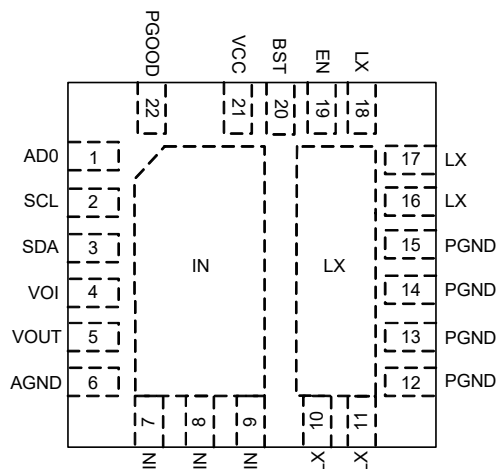 PGOOD
VCC
BST
EN
LX
22
21
20
19
18
AD0
1
17
LX
SCL
2
16
LX
SDA
3
15
PGND
VOI
4
IN
LX
14
PGND
VOUT
5
13
PGND
AGND
6
12
PGND
7
8
9
10
11
IN
IN
IN